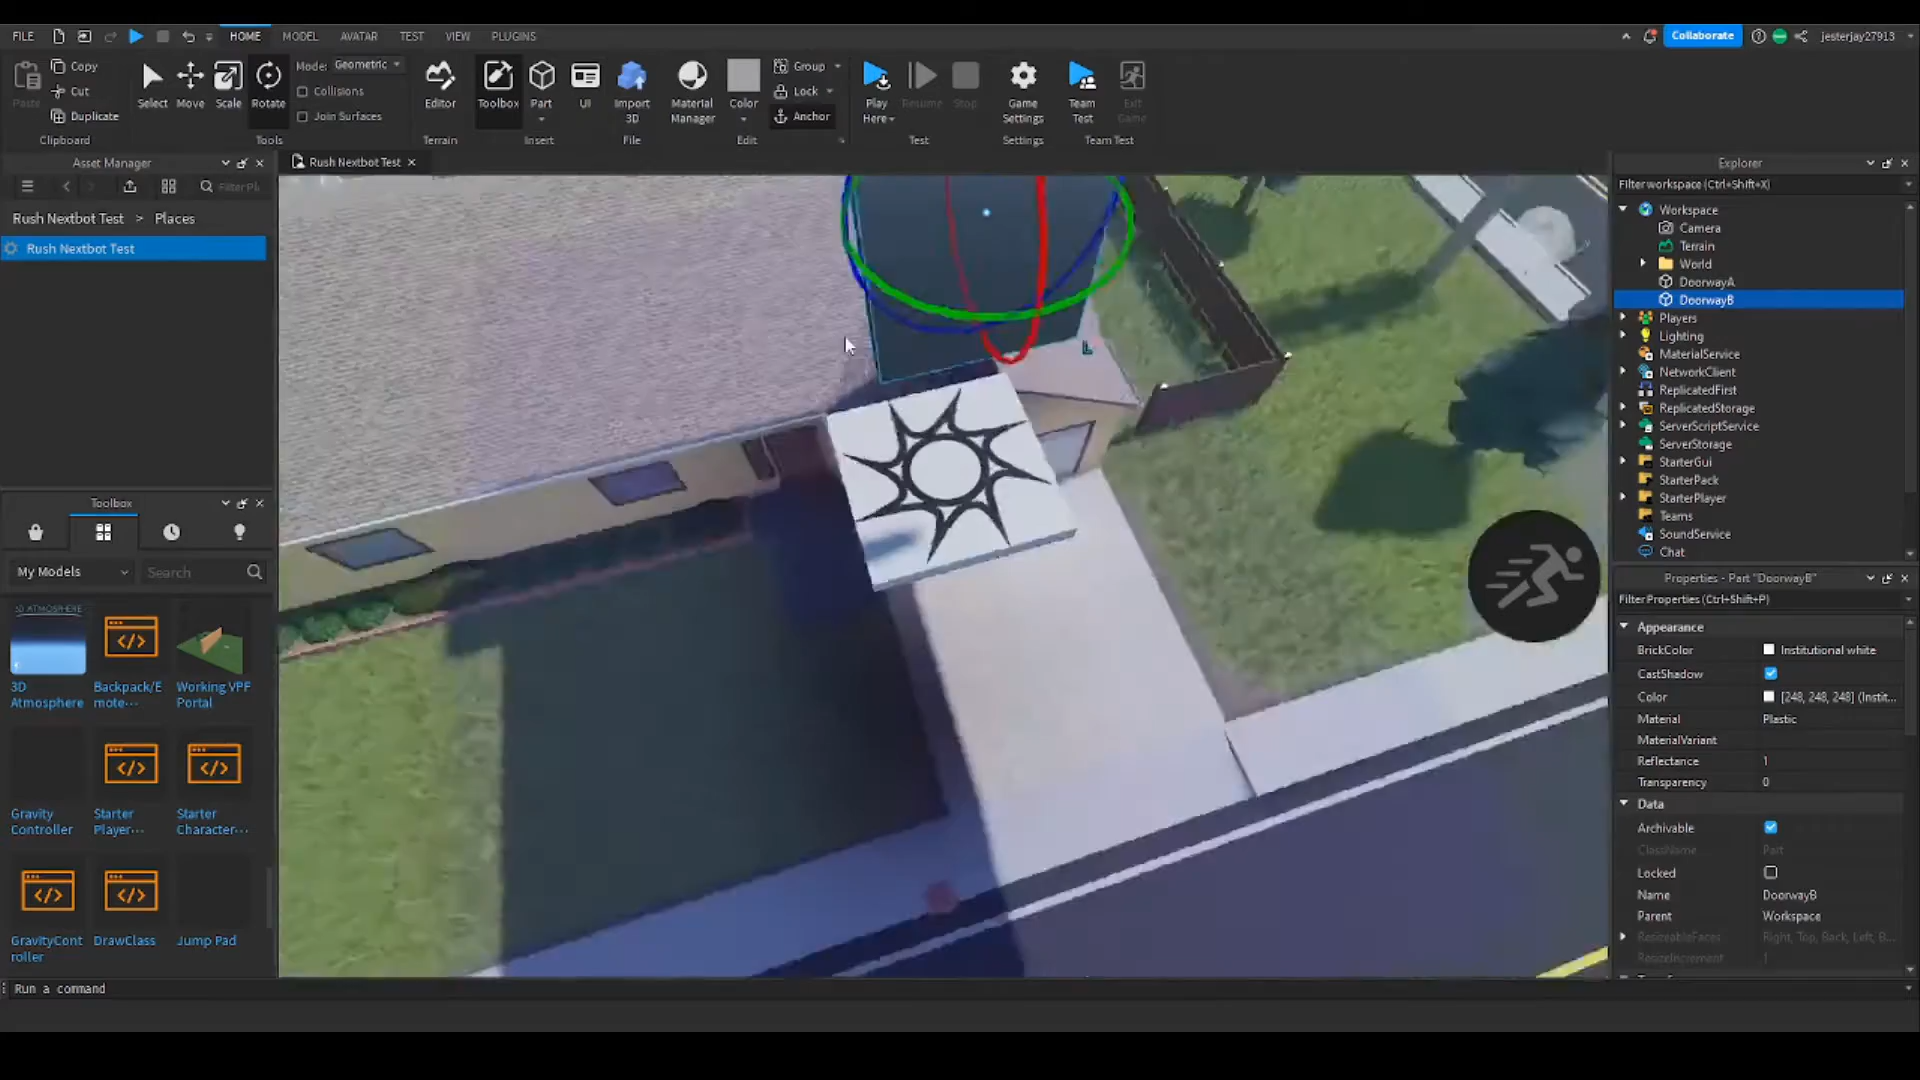 FILE
HOME
MODEL
AVATAR
TEST
VIEW
PLUGINS
Collaborate
jesterjay27913
Paste
Copy
Cut
Duplicate
Clipboard
Select
Move
Scale
Rotate
Mode: Geometric
Collisions
Join Surfaces
Tools
Editor
Terrain
Toolbox
Part
UI
Insert
Import
3D
File
Material
Manager
Color
Group
Lock
Anchor
Edit
Play
Here
Resume
Stop
Test
Game
Settings
Settings
Team
Test
Exit
Game
Team Test
Asset Manager
Rush Nextbot Test > Places
Rush Nextbot Test
Rush Nextbot Test
Toolbox
My Models
Search
3D ATMOSPHERE
3D
Atmosphere
Backpack/E
mote···
Working VPF
Portal
Gravity
Controller
Starter
Player···
Starter
Character···
GravityCont
roller
DrawClass
Jump Pad
L
Run a command
Explorer
Filter workspace (Ctrl+Shift+X)
Workspace
Camera
Terrain
World
DoorwayA
DoorwayB
Players
Lighting
MaterialService
NetworkClient
ReplicatedFirst
ReplicatedStorage
ServerScriptService
ServerStorage
StarterGui
StarterPack
StarterPlayer
Teams
SoundService
Chat
Properties - Part "DoorwayB"
Filter Properties (Ctrl+Shift+P)
Appearance
BrickColor Institutional white
CastShadow
Color [248, 248, 248] (Instit...
Material Plastic
MaterialVariant
Reflectance 1
Transparency 0
Data
Archivable
ClassName Part
Locked
Name DoorwayB
Parent Workspace
ResizeableFaces Right, Top, Back, Left, B...
ResizeIncrement 1